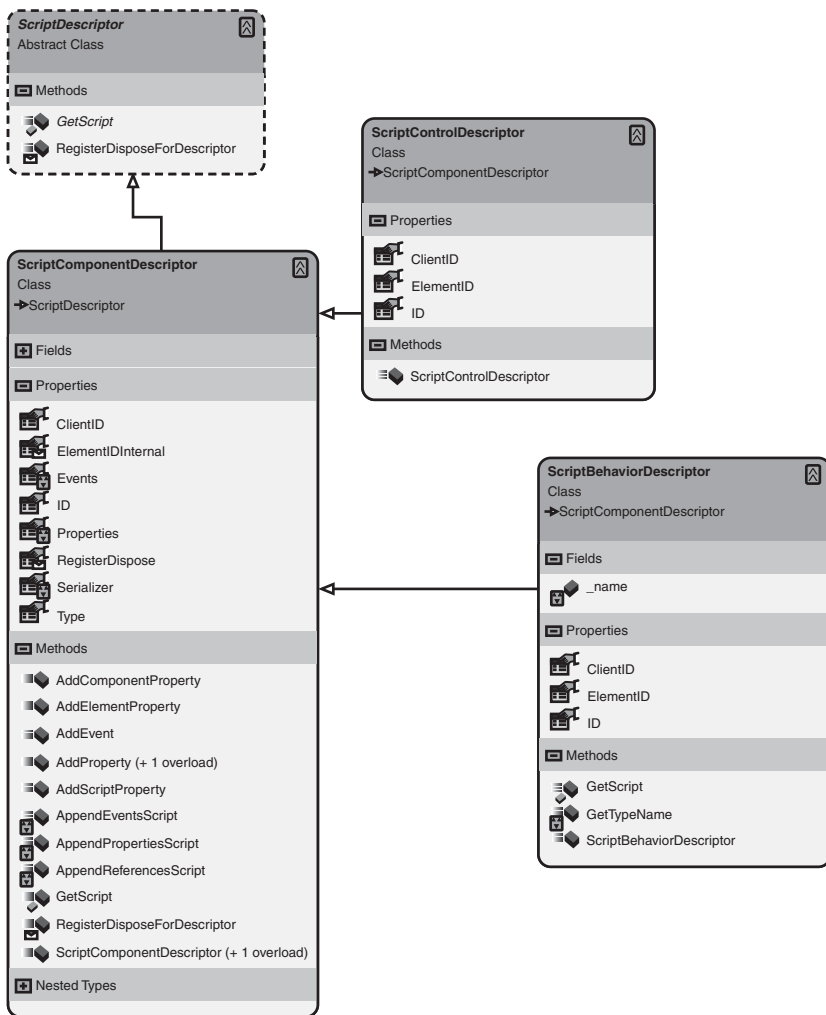 ScriptDescriptor
Abstract Class
Methods
GetScript
RegisterDisposeForDescriptor
ScriptControlDescriptor
Class
ScriptComponentDescriptor
Properties
ClientID
ElementID
ID
Methods
ScriptControlDescriptor
ScriptComponentDescriptor
Class
ScriptDescriptor
Fields
Properties
ClientID
ElementIDInternal
Events
ID
Properties
RegisterDispose
Serializer
Type
Methods
AddComponentProperty
AddElementProperty
AddEvent
AddProperty (+ 1 overload)
AddScriptProperty
AppendEventsScript
AppendPropertiesScript
AppendReferencesScript
GetScript
RegisterDisposeForDescriptor
ScriptComponentDescriptor (+ 1 overload)
Nested Types
ScriptBehaviorDescriptor
Class
ScriptComponentDescriptor
Fields
_name
Properties
ClientID
ElementID
ID
Methods
GetScript
GetTypeName
ScriptBehaviorDescriptor